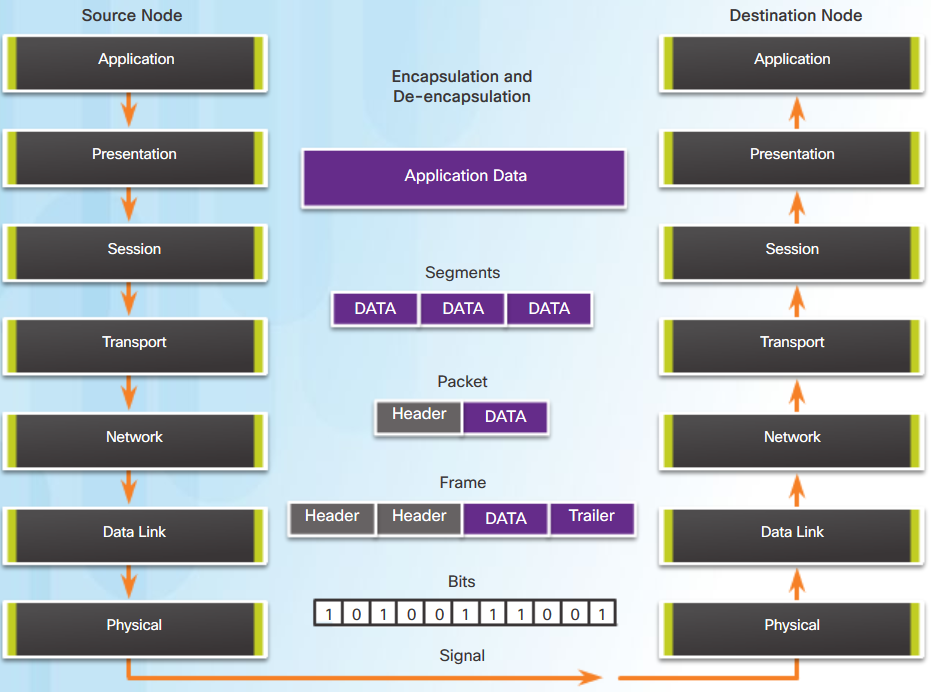 Source Node
Application
Presentation
Session
Transport
Network
Data Link
Physical
Encapsulation and
De-encapsulation
Application Data
Segments
DATA DATA DATA
Packet
Header DATA
Frame
Header Header DATA Trailer
Bits
1 0 1 0 0 1 1 1 0 0 1
Signal
Destination Node
Application
Presentation
Session
Transport
Network
Data Link
Physical